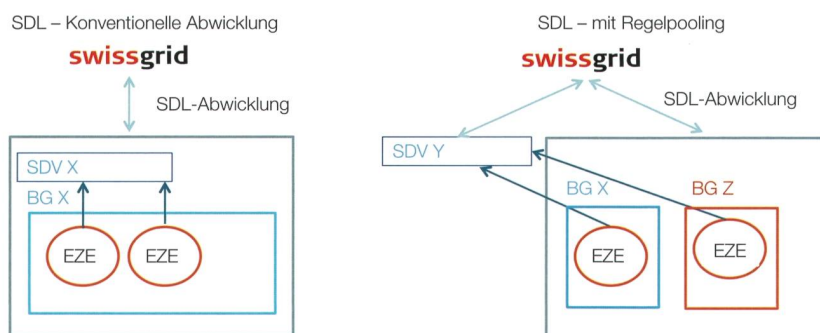 SDL – Konventionelle Abwicklung
swissgrid
SDL-Abwicklung
SDV X
BG X
EZE
EZE
SDL – mit Regelpooling
swissgrid
SDL-Abwicklung
SDV Y
BG X
BG Z
EZE
EZE